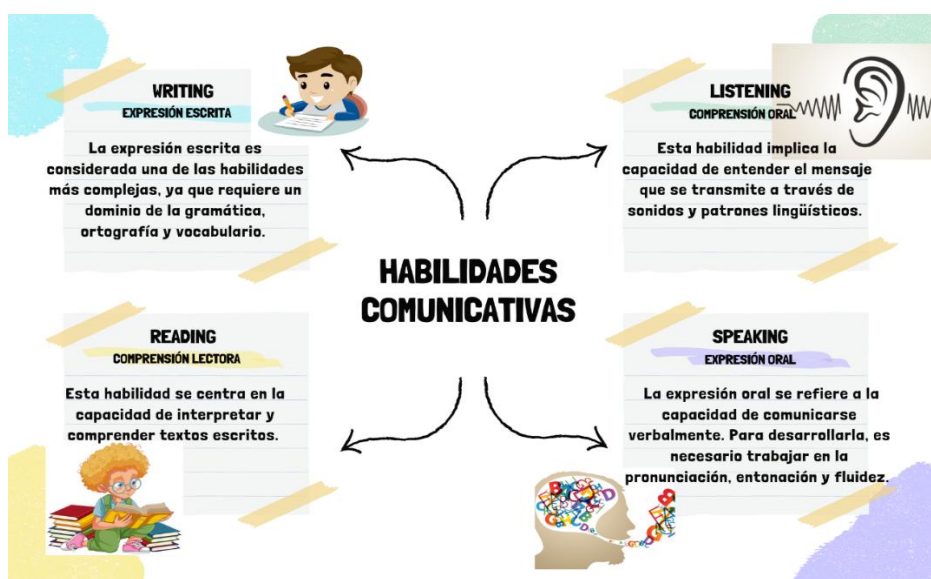 WRITING
EXPRESIÓN ESCRITA
La expresión escrita es
considerada una de las habilidades
más complejas, ya que requiere un
dominio de la gramática,
ortografía y vocabulario.
LISTENING
COMPRENSIÓN ORAL
Esta habilidad implica la
capacidad de entender el mensaje
que se transmite a través de
sonidos y patrones lingüísticos.
HABILIDADES
COMUNICATIVAS
READING
COMPRENSIÓN LECTORA
Esta habilidad se centra en la
capacidad de interpretar y
comprender textos escritos.
SPEAKING
EXPRESIÓN ORAL
La expresión oral se refiere a la
capacidad de comunicarse
verbalmente. Para desarrollarla, es
necesario trabajar en la
pronunciación, entonación y fluidez.